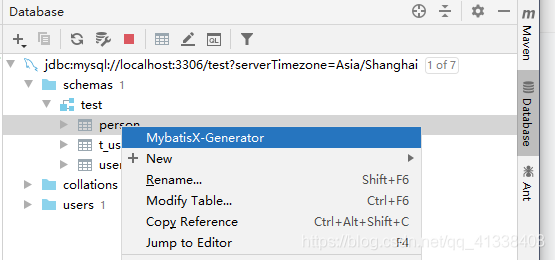 Database
QL
jdbc:mysql://localhost:3306/test?serverTimezone=Asia/Shanghai 1 of 7
schemas 1
test
person
t_us
user
collations
users 1
MybatisX-Generator
New
Rename... Shift+F6
Modify Table... Ctrl+F6
Copy Reference Ctrl+Alt+Shift+C
Jump to Editor F4
m
Maven
Database
Ant
https://blog.csdn.net/qq_41338408